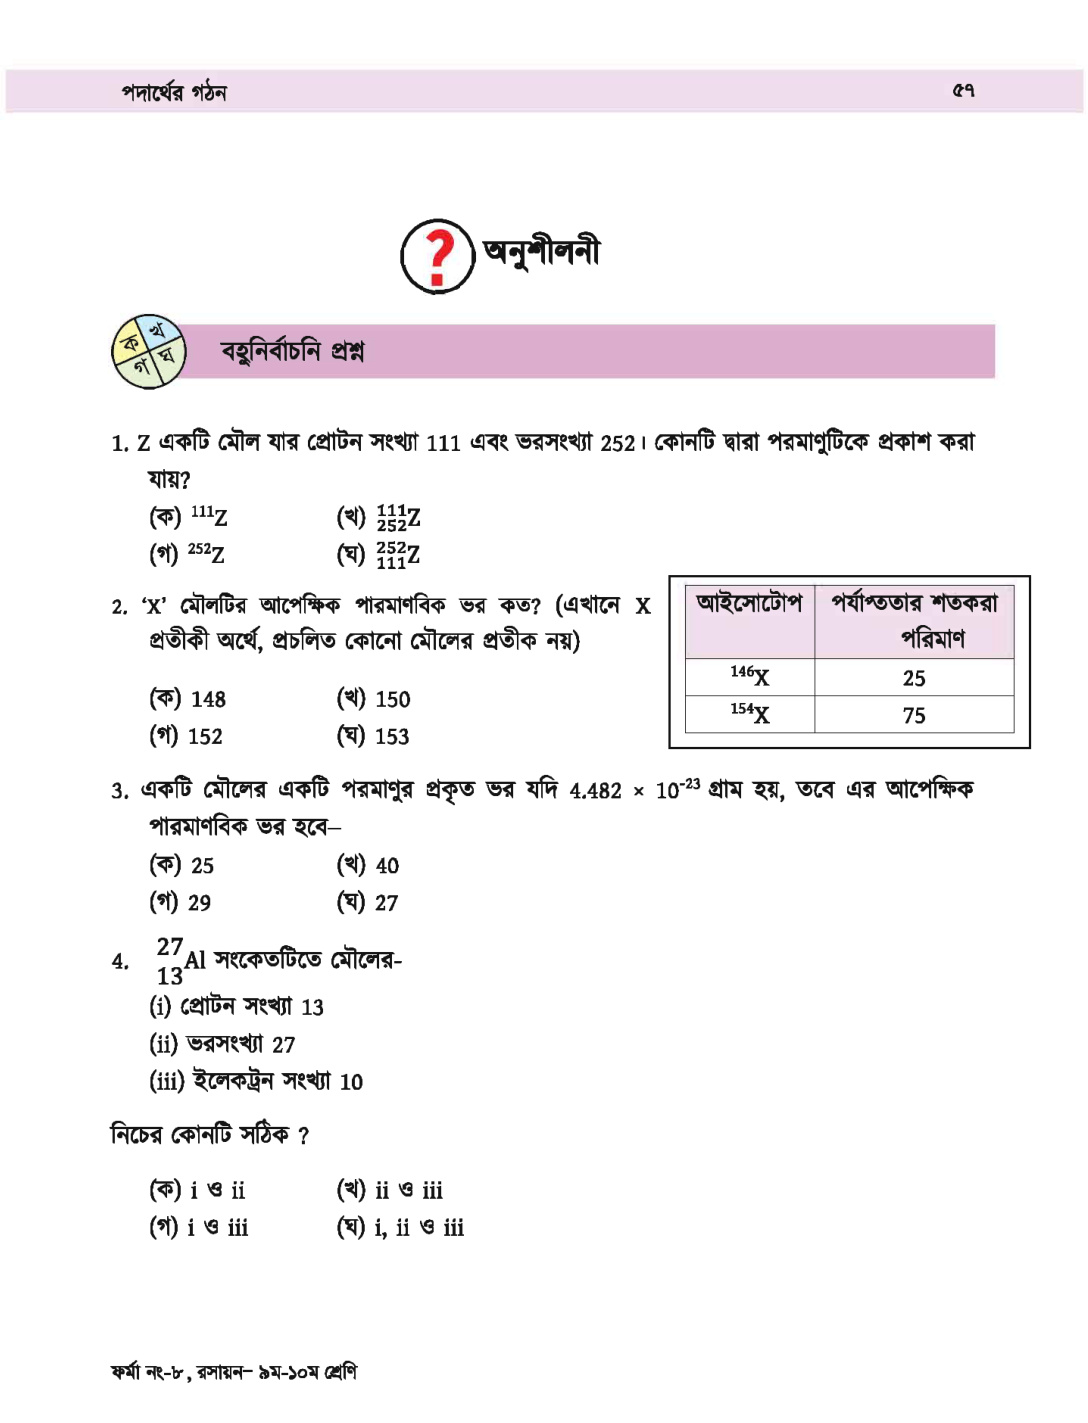 পদার্থের গঠন ৫৭
? অনুশীলনী
ক খ গ ঘ
বহুনির্বাচনি প্রশ্ন
1. Z একটি মৌল যার প্রোটন সংখ্যা 111 এবং ভরসংখ্যা 252। কোনটি দ্বারা পরমাণুটিকে প্রকাশ করা
যায়?
(ক) ¹¹¹Z (খ) ¹¹¹₂₅₂Z
(গ) ²⁵²Z (ঘ) ²⁵²₁₁₁Z
2. ‘X’ মৌলটির আপেক্ষিক পারমাণবিক ভর কত? (এখানে X
প্রতীকী অর্থে, প্রচলিত কোনো মৌলের প্রতীক নয়)
(ক) 148 (খ) 150
(গ) 152 (ঘ) 153
আইসোটোপ পর্যাপ্ততার শতকরা
পরিমাণ
¹⁴⁶X 25
¹⁵⁴X 75
3. একটি মৌলের একটি পরমাণুর প্রকৃত ভর যদি 4.482 × 10⁻²³ গ্রাম হয়, তবে এর আপেক্ষিক
পারমাণবিক ভর হবে–
(ক) 25 (খ) 40
(গ) 29 (ঘ) 27
4. ²⁷₁₃Al সংকেতটিতে মৌলের-
(i) প্রোটন সংখ্যা 13
(ii) ভরসংখ্যা 27
(iii) ইলেকট্রন সংখ্যা 10
নিচের কোনটি সঠিক ?
(ক) i ও ii (খ) ii ও iii
(গ) i ও iii (ঘ) i, ii ও iii
ফর্মা নং-৮, রসায়ন– ৯ম-১০ম শ্রেণি